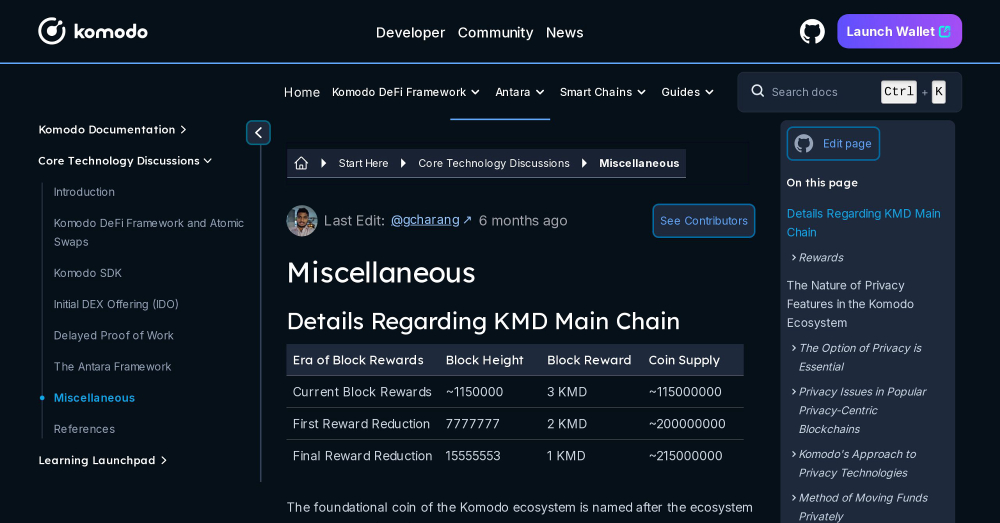 komodo
Developer Community News
Launch Wallet
Home Komodo DeFi Framework Antara Smart Chains Guides
Search docs Ctrl + K
Komodo Documentation
Core Technology Discussions
Introduction
Komodo DeFi Framework and Atomic
Swaps
Komodo SDK
Initial DEX Offering (IDO)
Delayed Proof of Work
The Antara Framework
Miscellaneous
References
Learning Launchpad
Start Here Core Technology Discussions Miscellaneous
Last Edit: @gcharang ↗ 6 months ago
See Contributors
Miscellaneous
Details Regarding KMD Main Chain
Era of Block Rewards Block Height Block Reward Coin Supply
Current Block Rewards ~1150000 3 KMD ~115000000
First Reward Reduction 7777777 2 KMD ~200000000
Final Reward Reduction 15555553 1 KMD ~215000000
The foundational coin of the Komodo ecosystem is named after the ecosystem
Edit page
On this page
Details Regarding KMD Main
Chain
Rewards
The Nature of Privacy
Features in the Komodo
Ecosystem
The Option of Privacy is
Essential
Privacy Issues in Popular
Privacy-Centric
Blockchains
Komodo's Approach to
Privacy Technologies
Method of Moving Funds
Privately